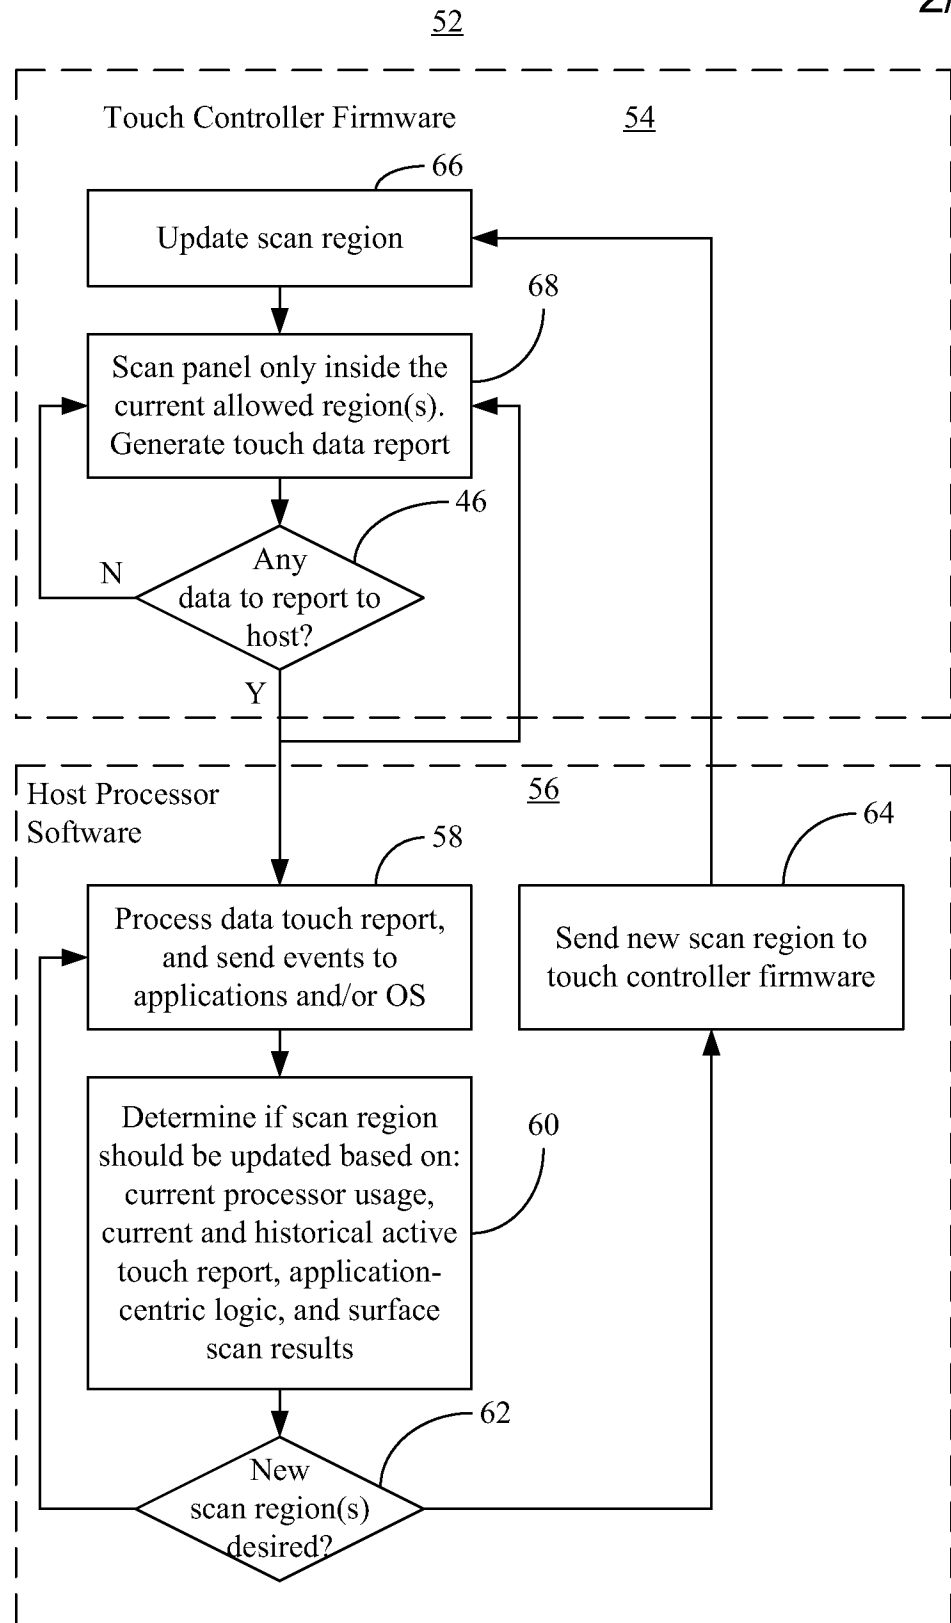 52
Touch Controller Firmware
54
66
Update scan region
68
Scan panel only inside the
current allowed region(s).
Generate touch data report
46
N
Any
data to report to
host?
Y
Host Processor
Software
56
58
64
Process data touch report,
and send events to
applications and/or OS
Send new scan region to
touch controller firmware
Determine if scan region
should be updated based on:
current processor usage,
current and historical active
touch report, application-
centric logic, and surface
scan results
60
62
New
scan region(s)
desired?